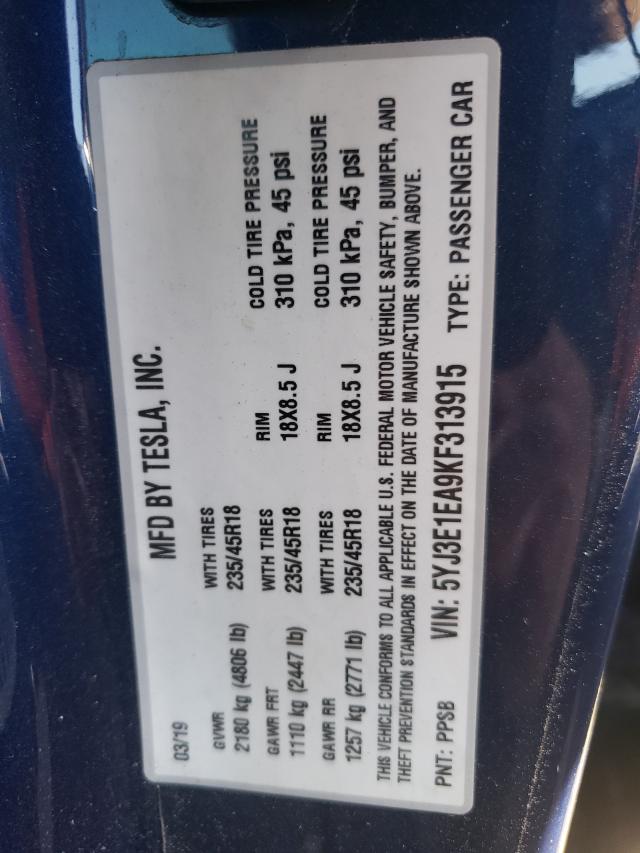 MFD BY TESLA, INC.
03/19
GVWR WITH TIRES
2180 kg (4806 lb) 235/45R18
GAWR FRT WITH TIRES RIM COLD TIRE PRESSURE
1110 kg (2447 lb) 235/45R18 18X8.5 J 310 kPa, 45 psi
GAWR RR WITH TIRES RIM COLD TIRE PRESSURE
1257 kg (2771 lb) 235/45R18 18X8.5 J 310 kPa, 45 psi
THIS VEHICLE CONFORMS TO ALL APPLICABLE U.S. FEDERAL MOTOR VEHICLE SAFETY, BUMPER, AND
THEFT PREVENTION STANDARDS IN EFFECT ON THE DATE OF MANUFACTURE SHOWN ABOVE.
PNT: PPSB VIN: 5YJ3E1EA9KF313915 TYPE: PASSENGER CAR